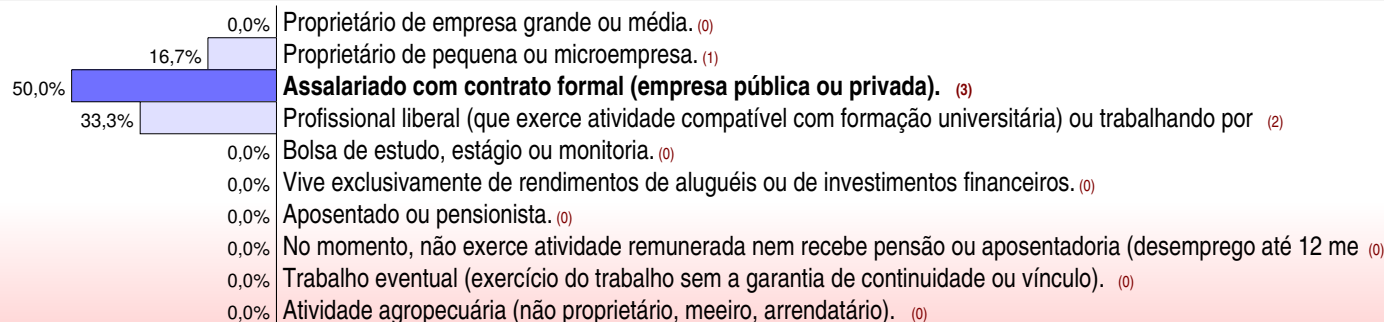 0,0% Proprietário de empresa grande ou média. (0)
16,7% Proprietário de pequena ou microempresa. (1)
50,0% Assalariado com contrato formal (empresa pública ou privada). (3)
33,3% Profissional liberal (que exerce atividade compatível com formação universitária) ou trabalhando por (2)
0,0% Bolsa de estudo, estágio ou monitoria. (0)
0,0% Vive exclusivamente de rendimentos de aluguéis ou de investimentos financeiros. (0)
0,0% Aposentado ou pensionista. (0)
0,0% No momento, não exerce atividade remunerada nem recebe pensão ou aposentadoria (desemprego até 12 me (0)
0,0% Trabalho eventual (exercício do trabalho sem a garantia de continuidade ou vínculo). (0)
0,0% Atividade agropecuária (não proprietário, meeiro, arrendatário). (0)